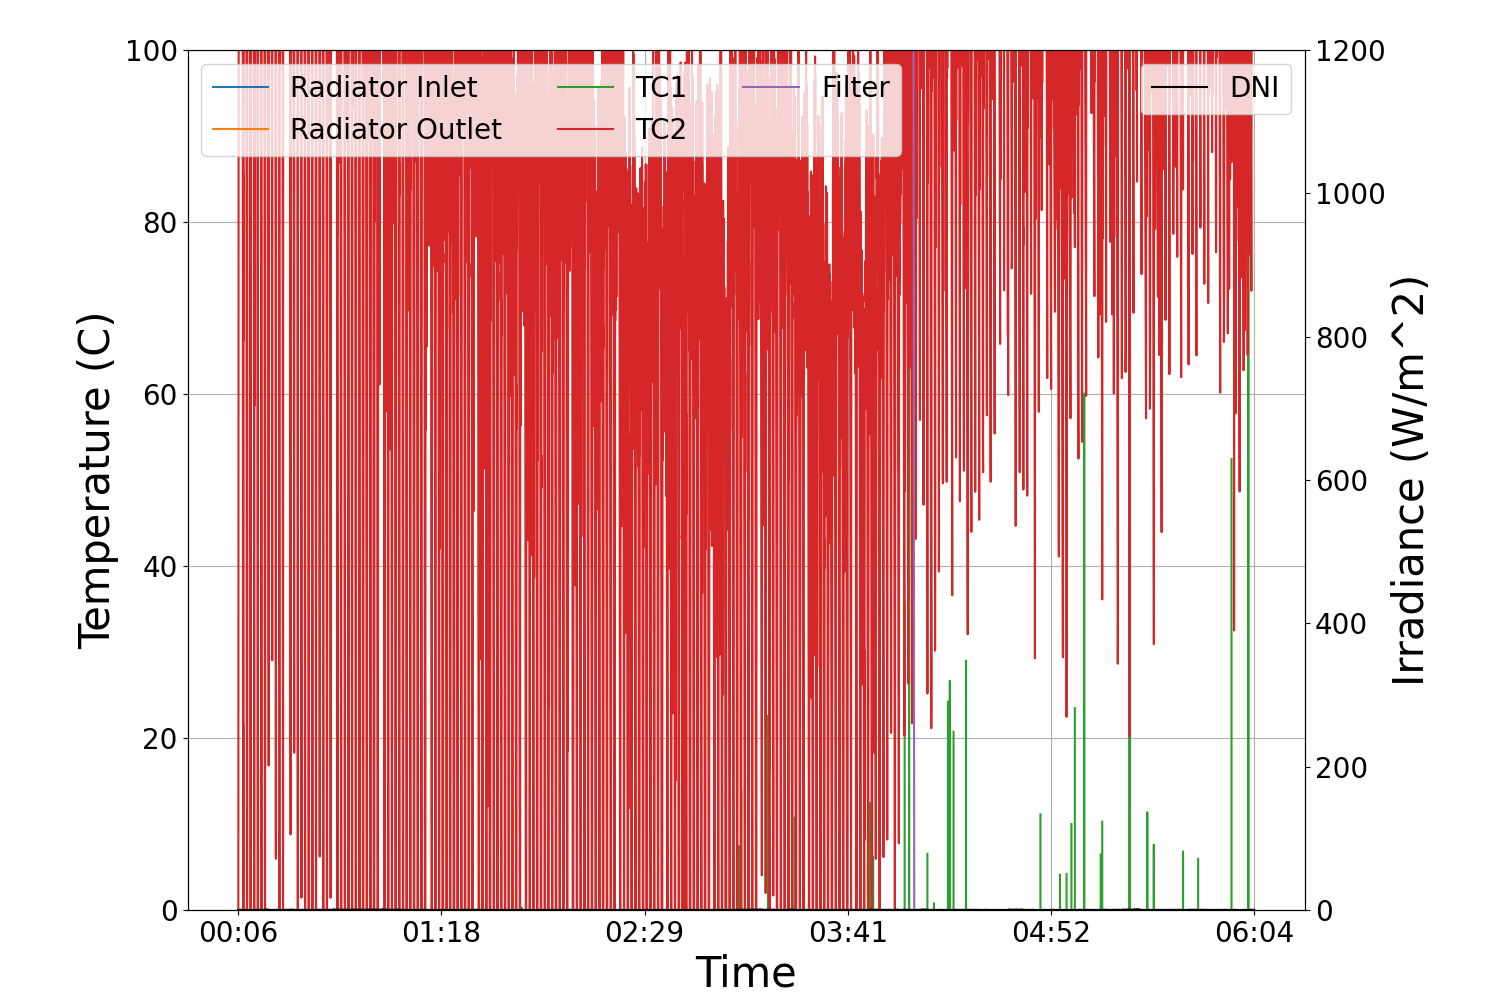 Radiator Inlet
Radiator Outlet
TC1
TC2
Filter
DNI
Temperature (C)
100
80
60
40
20
0
Irradiance (W/m^2)
1200
1000
800
600
400
200
0
00:06 01:18 02:29 03:41 04:52 06:04
Time